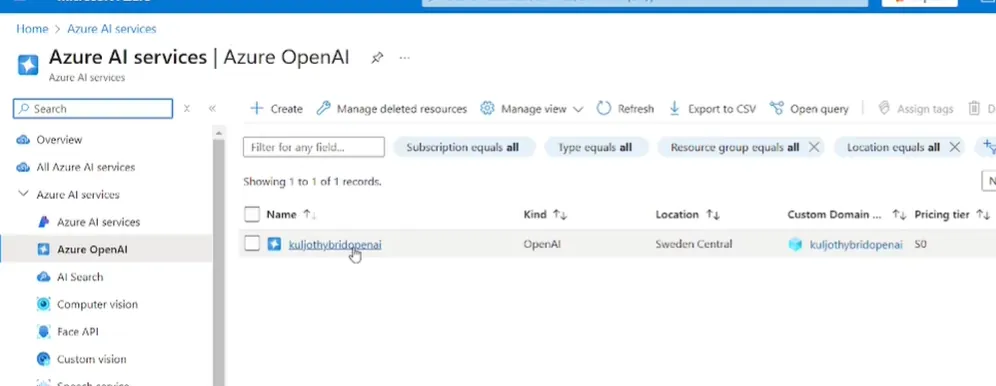 Home > Azure AI services >
Azure AI services | Azure OpenAI ...
Azure AI services
Search
Overview
All Azure AI services
Azure AI services
Azure AI services
Azure OpenAI
AI Search
Computer vision
Face API
Custom vision
Create Manage deleted resources Manage view Refresh Export to CSV Open query Assign tags
Filter for any field... Subscription equals all Type equals all Resource group equals all Location equals all
Showing 1 to 1 of 1 records.
Name Kind Location Custom Domain ... Pricing tier
kuljothybridopenai OpenAI Sweden Central kuljothybridopenai S0